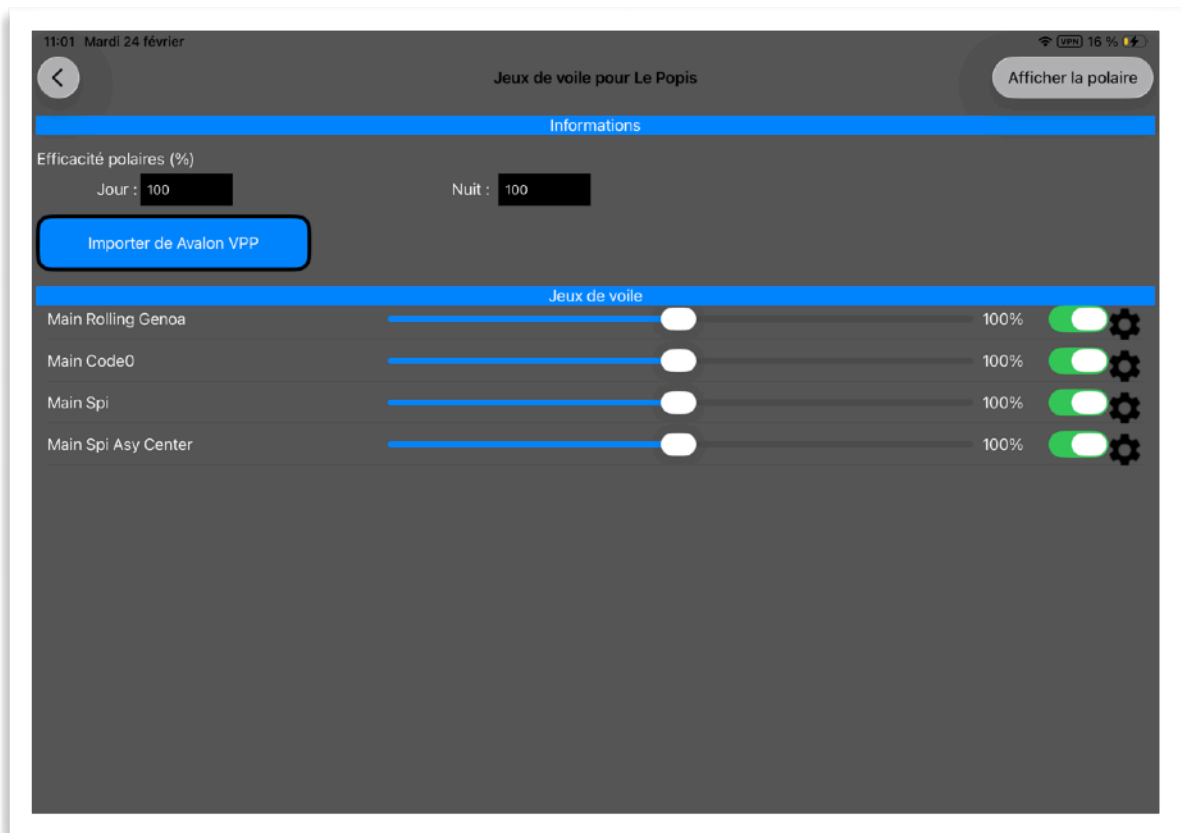 11:01 Mardi 24 février
VPN 16 %
Jeux de voile pour Le Popis
Afficher la polaire
Informations
Efficacité polaires (%)
Jour : 100
Nuit : 100
Importer de Avalon VPP
Jeux de voile
Main Rolling Genoa 100%
Main Code0 100%
Main Spi 100%
Main Spi Asy Center 100%